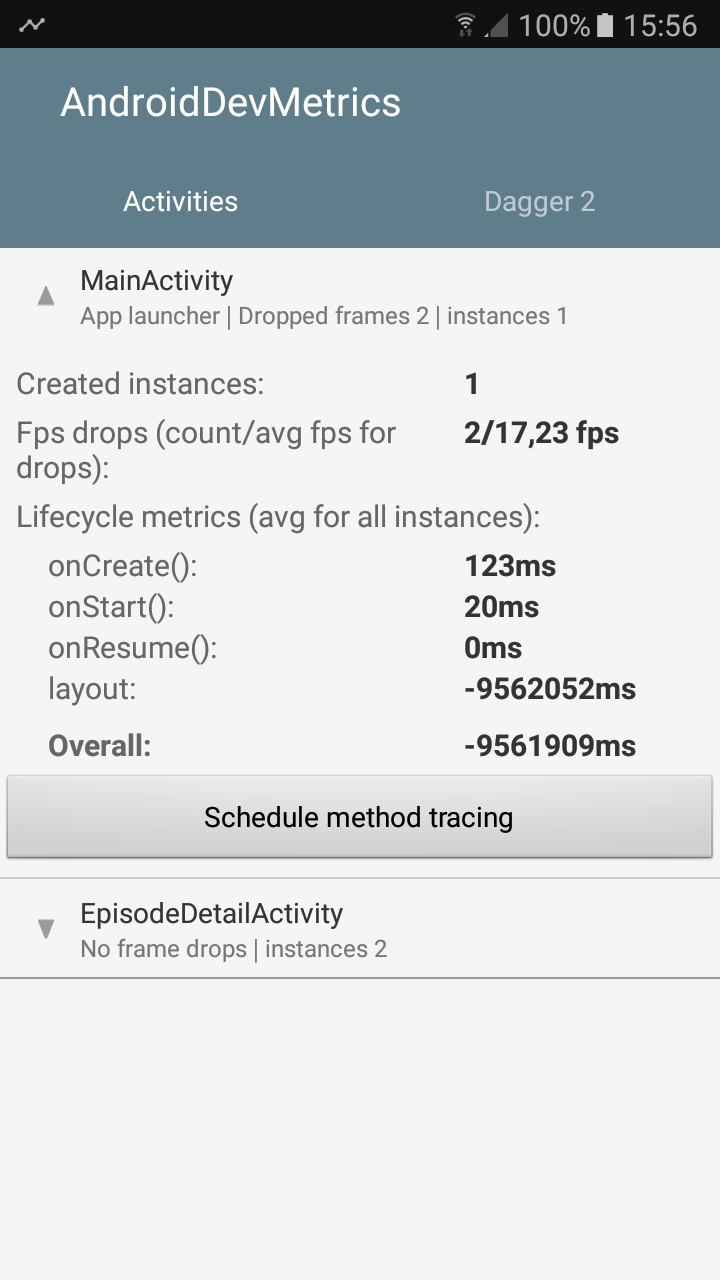 100% 15:56
AndroidDevMetrics
Activities Dagger 2
MainActivity
App launcher | Dropped frames 2 | instances 1
Created instances: 1
Fps drops (count/avg fps for 2/17,23 fps
drops):
Lifecycle metrics (avg for all instances):
onCreate(): 123ms
onStart(): 20ms
onResume(): 0ms
layout: -9562052ms
Overall: -9561909ms
Schedule method tracing
EpisodeDetailActivity
No frame drops | instances 2